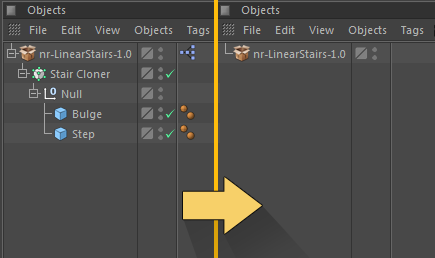 Objects
File Edit View Objects Tags
nr-LinearStairs-1.0
Stair Cloner
0 Null
Bulge
Step
Objects
File Edit View Objects Tags
nr-LinearStairs-1.0